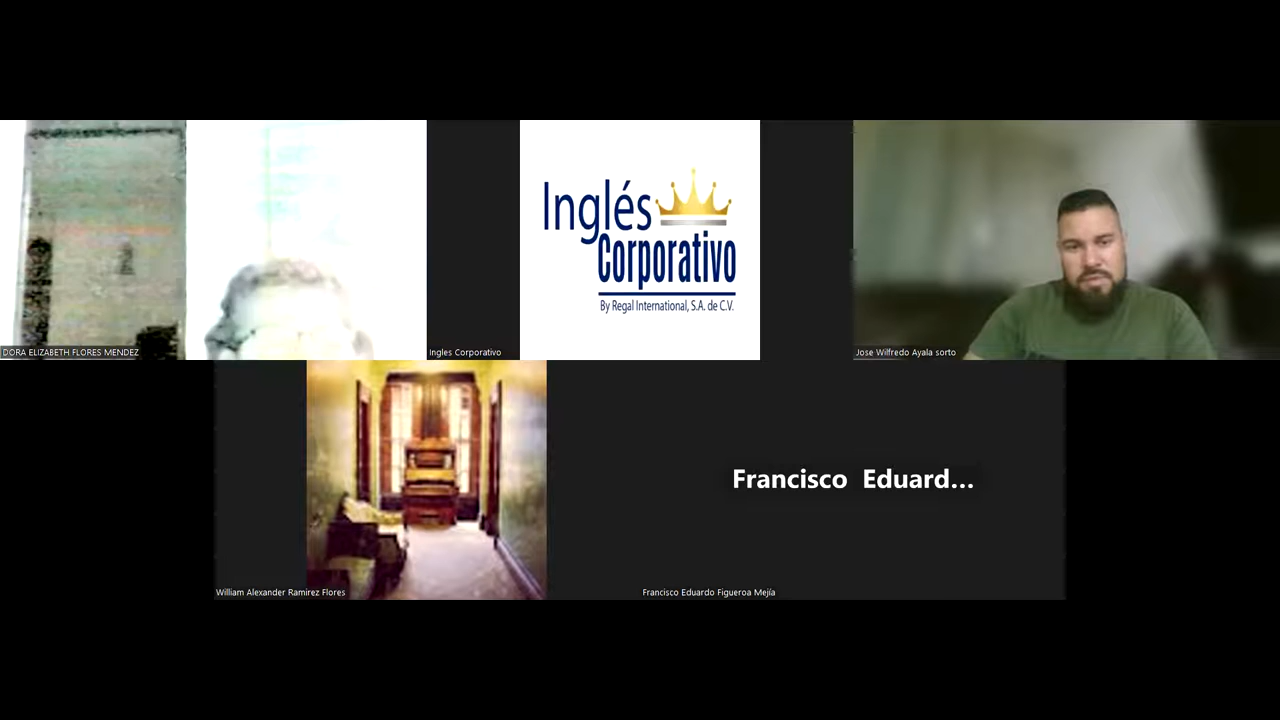 Inglés
Corporativo
By Regal International, S.A. de C.V.
DORA ELIZABETH FLORES MENDEZ
Ingles Corporativo
Jose Wilfredo Ayala sorto
Francisco Eduard...
William Alexander Ramirez Flores
Francisco Eduardo Figueroa Mejía